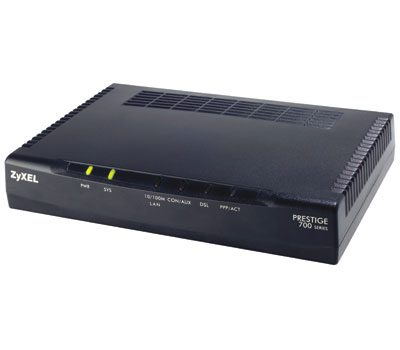 ZyXEL
PWR SYS 10/100M CON/AUX DSL PPP/ACT
LAN
PRESTIGE
700 SERIES